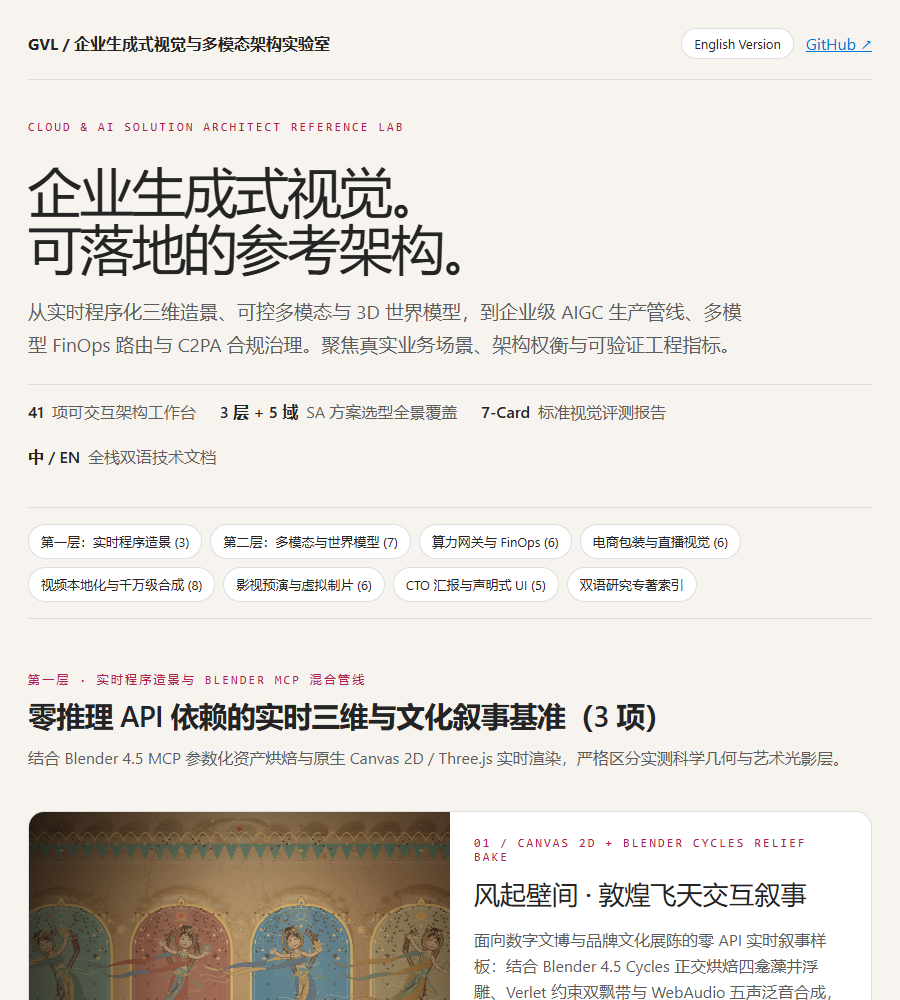 GVL / 企业生成式视觉与多模态架构实验室
English Version
GitHub ↗
CLOUD & AI SOLUTION ARCHITECT REFERENCE LAB
企业生成式视觉。
可落地的参考架构。
从实时程序化三维造景、可控多模态与 3D 世界模型，到企业级 AIGC 生产管线、多模
型 FinOps 路由与 C2PA 合规治理。聚焦真实业务场景、架构权衡与可验证工程指标。
41 项可交互架构工作台 3 层 + 5 域 SA 方案选型全景覆盖 7-Card 标准视觉评测报告
中 / EN 全栈双语技术文档
第一层：实时程序造景 (3) 第二层：多模态与世界模型 (7) 算力网关与 FinOps (6) 电商包装与直播视觉 (6)
视频本地化与千万级合成 (8) 影视预演与虚拟制片 (6) CTO 汇报与声明式 UI (5) 双语研究专著索引
第一层 · 实时程序造景与 BLENDER MCP 混合管线
零推理 API 依赖的实时三维与文化叙事基准（3 项）
结合 Blender 4.5 MCP 参数化资产烘焙与原生 Canvas 2D / Three.js 实时渲染，严格区分实测科学几何与艺术光影层。
01 / CANVAS 2D + BLENDER CYCLES RELIEF
BAKE
风起壁间 · 敦煌飞天交互叙事
面向数字文博与品牌文化展陈的零 API 实时叙事样
板：结合 Blender 4.5 Cycles 正交烘焙四龛藻井浮
雕、Verlet 约束双飘带与 WebAudio 五声泛音合成，